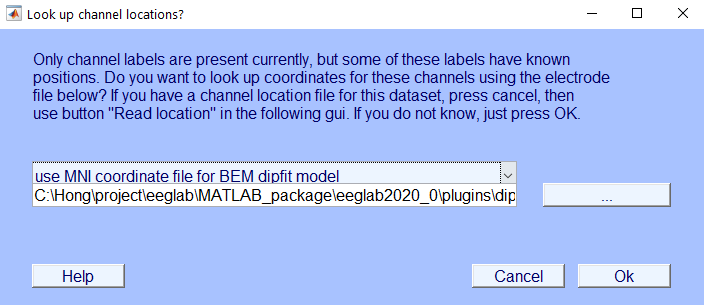 Look up channel locations?
Only channel labels are present currently, but some of these labels have known
positions. Do you want to look up coordinates for these channels using the electrode
file below? If you have a channel location file for this dataset, press cancel, then
use button "Read location" in the following gui. If you do not know, just press OK.
use MNI coordinate file for BEM dipfit model
C:\Hong\project\eeglab\MATLAB_package\eeglab2020_0\plugins\dip
...
Help
Cancel
Ok